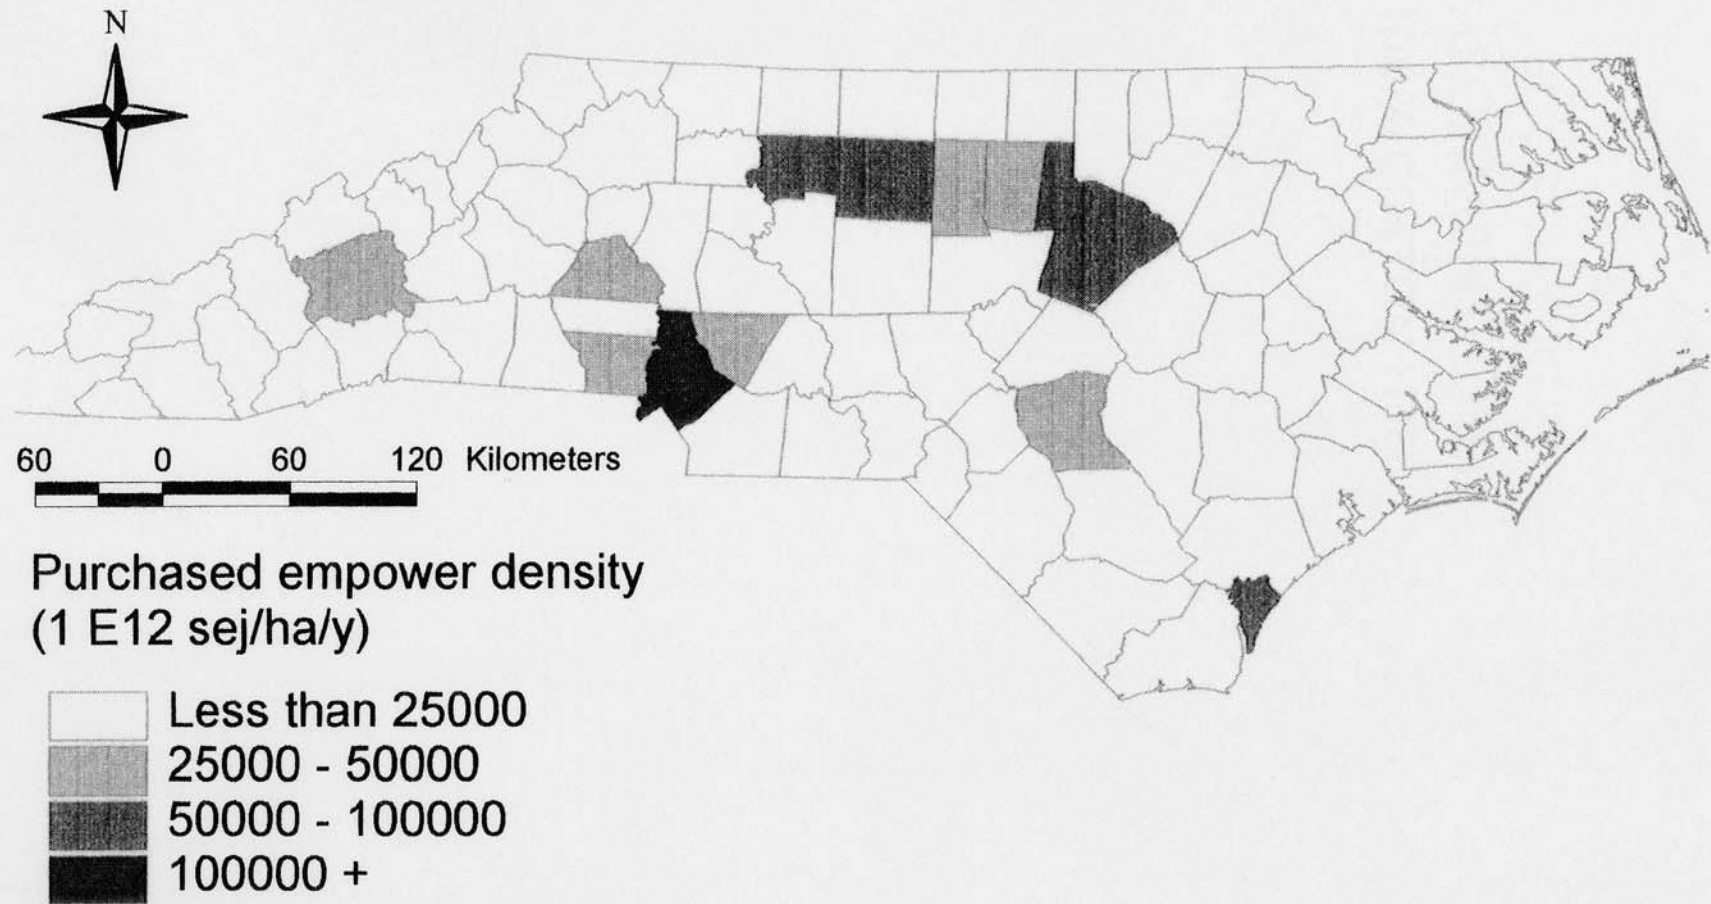 N
60 0 60 120 Kilometers
Purchased empower density
(1 E12 sej/ha/y)
Less than 25000
25000 - 50000
50000 - 100000
100000 +